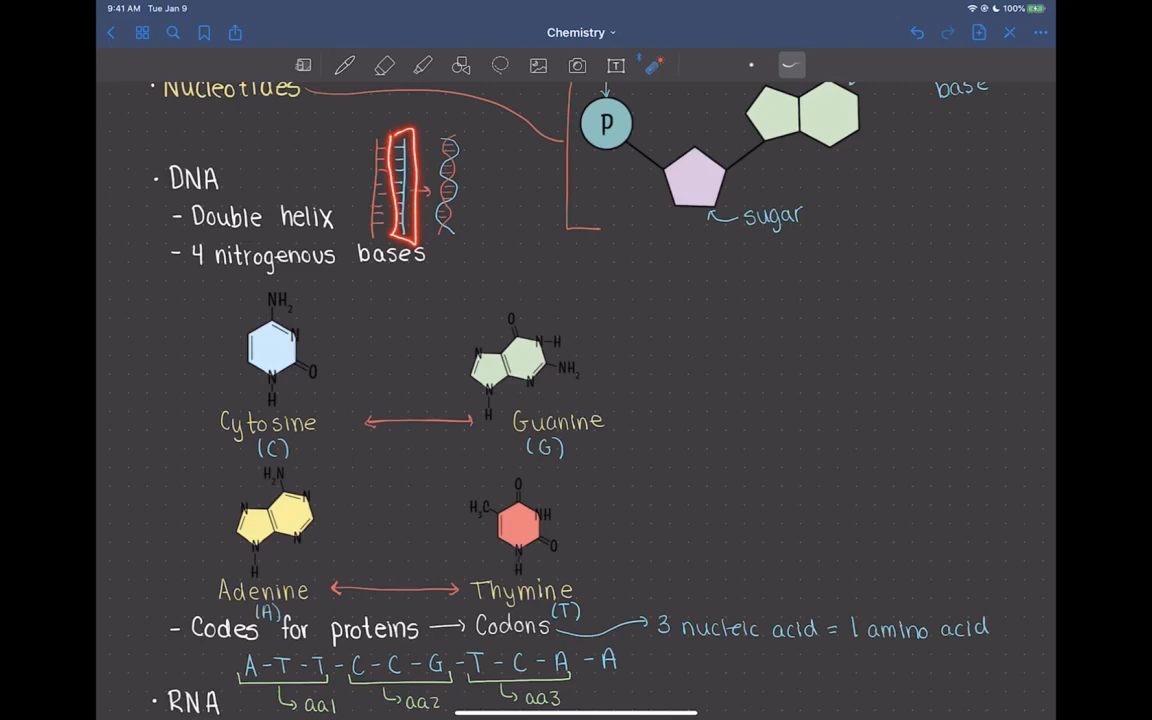 9:41 AM Tue Jan 9
100%
Chemistry
T
Nucleotides
base
P
DNA
sugar
- Double helix
- 4 nitrogenous bases
NH2
N
O
N
H
O
N-H
N
NH2
N
N
H
Cytosine
Guanine
(C)
(G)
H2N
N
N
N
N
H
O
H3C
NH
O
N
H
Adenine
Thymine
(A)
(T)
- Codes for proteins → Codons → 3 nucleic acid = 1 amino acid
A-T-T-C-C-G-T-C-A-A
aa1 aa2 aa3
RNA